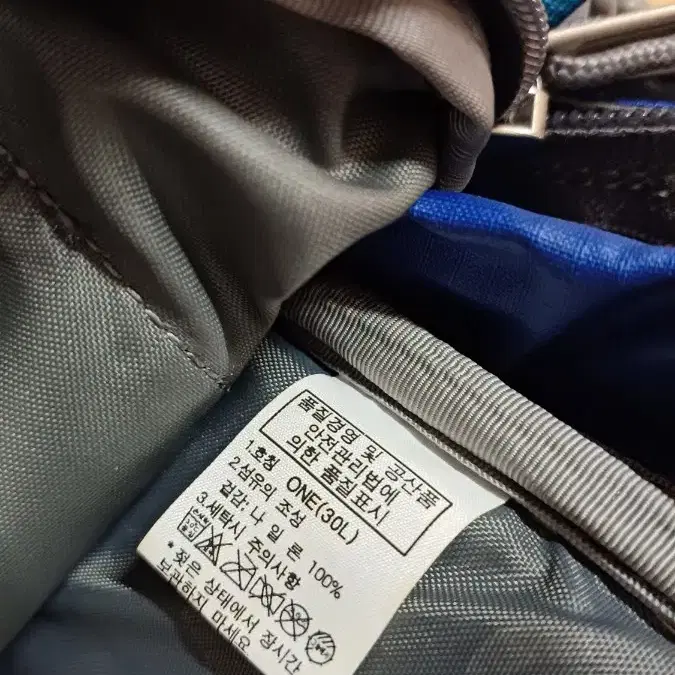 품질경영 및 공산품
안전관리법에
의한 품질표시
1.호칭 ONE(30L)
2.섬유의 조성
겉감: 나 일 론 100%
3.세탁시 주의사항
* 젖은 상태에서 장시간
보관하지 마세요